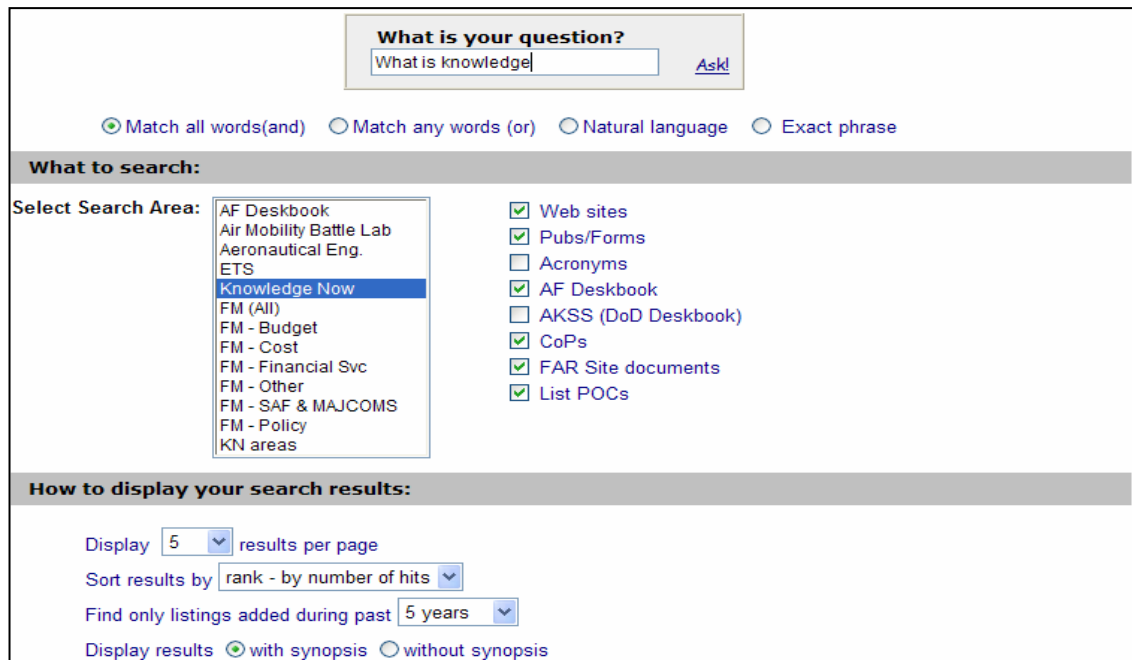 What is your question?
What is knowledge
Ask!
Match all words(and) Match any words (or) Natural language Exact phrase
What to search:
Select Search Area:
AF Deskbook
Air Mobility Battle Lab
Aeronautical Eng.
ETS
Knowledge Now
FM (All)
FM - Budget
FM - Cost
FM - Financial Svc
FM - Other
FM - SAF & MAJCOMS
FM - Policy
KN areas
Web sites
Pubs/Forms
Acronyms
AF Deskbook
AKSS (DoD Deskbook)
CoPs
FAR Site documents
List POCs
How to display your search results:
Display 5 results per page
Sort results by rank - by number of hits
Find only listings added during past 5 years
Display results with synopsis without synopsis